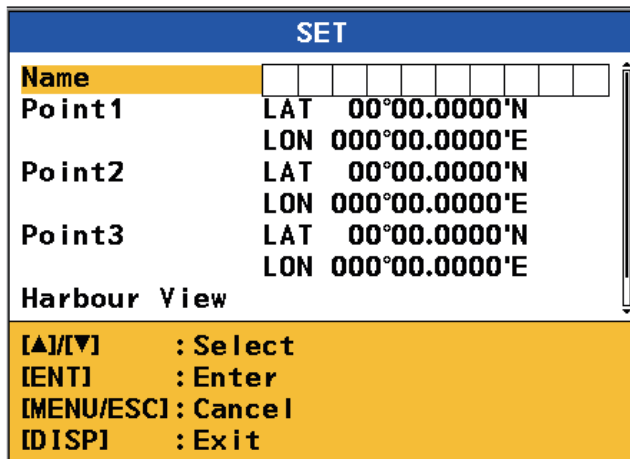 SET
Name
Point1 LAT 00°00.0000'N
LON 000°00.0000'E
Point2 LAT 00°00.0000'N
LON 000°00.0000'E
Point3 LAT 00°00.0000'N
LON 000°00.0000'E
Harbour View
[▲]/[▼] :Select
[ENT] :Enter
[MENU/ESC]:Cancel
[DISP] :Exit